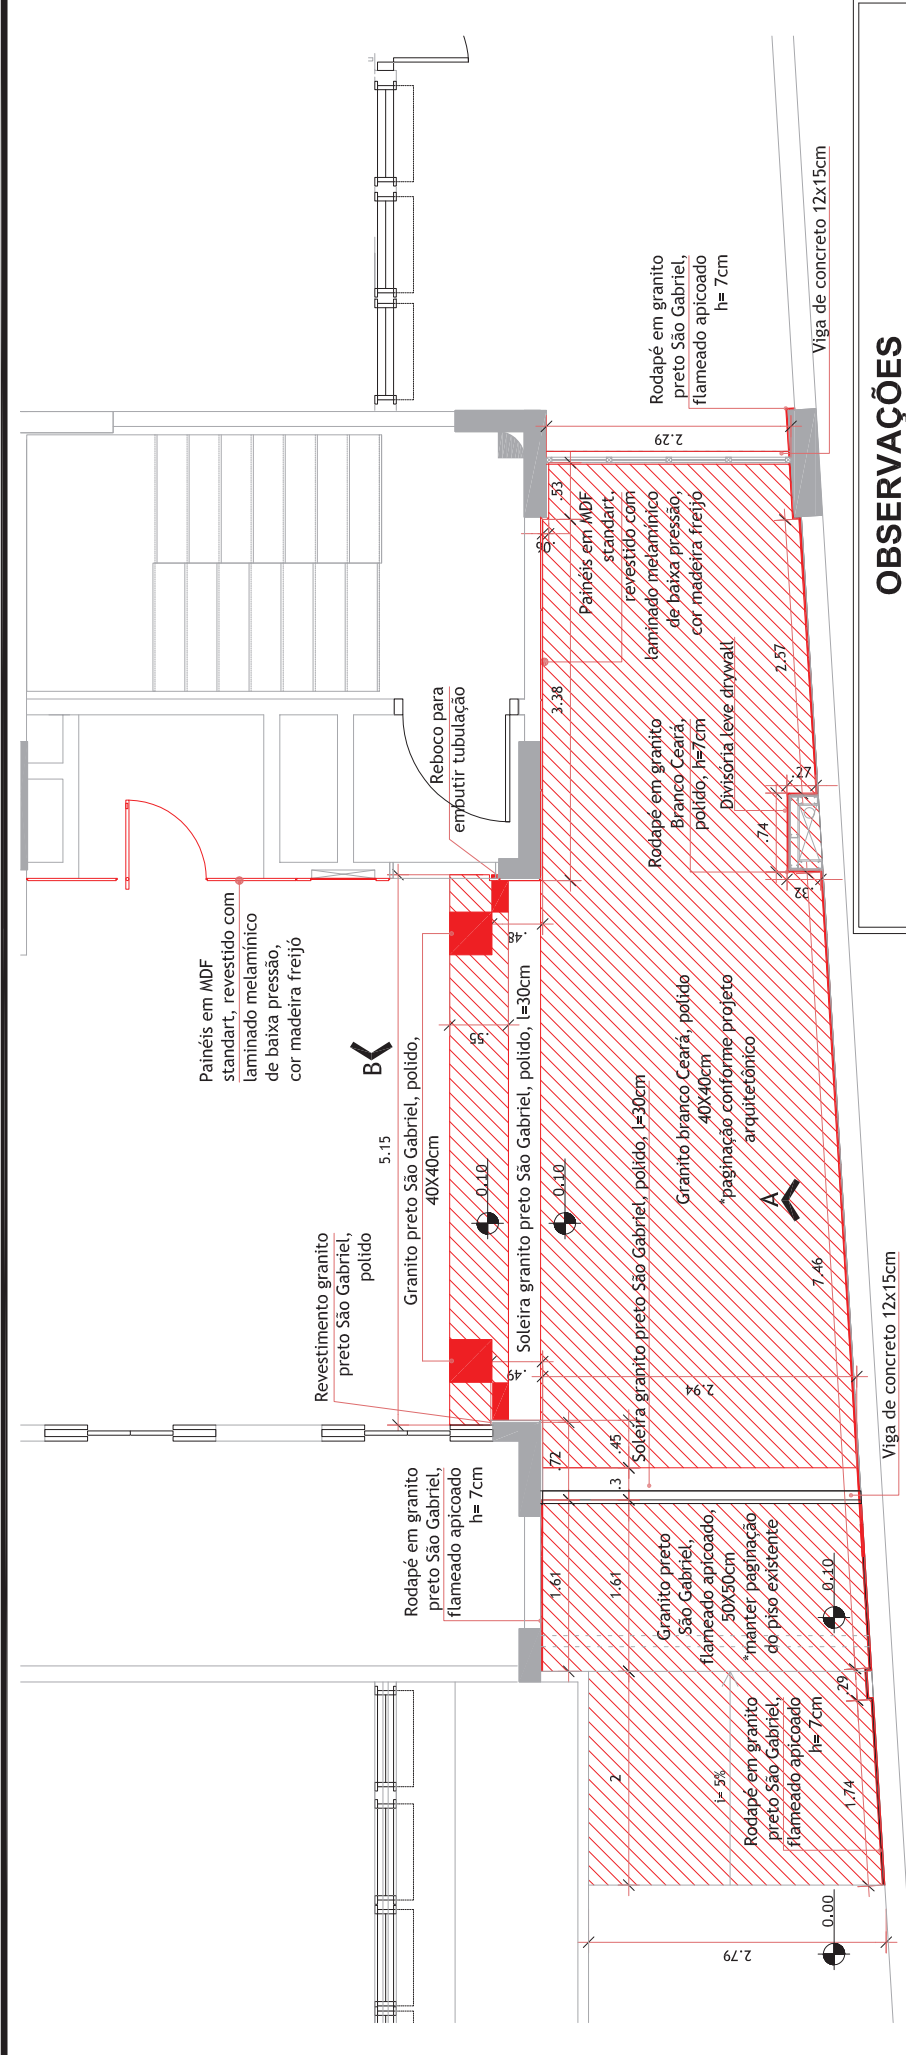 Painéis em MDF
standart, revestido com
laminado melamínico
de baixa pressão,
cor madeira freijó
Reboco para
embutir tubulação
Rodapé em granito
preto São Gabriel,
flameado apicoado
h= 7cm
Viga de concreto 12x15cm
OBSERVAÇÕES
2.29
.53
.06
Painéis em MDF
standart,
revestido com
laminado melamínico
de baixa pressão,
cor madeira freijó
3.38
2.57
Rodapé em granito
Branco Ceará,
polido, h=7cm
Divisória leve drywall
.27
.74
.32
B
5.15
.48
.55
Granito preto São Gabriel, polido,
40X40cm
Soleira granito preto São Gabriel, polido, l=30cm
0.10
0.10
Revestimento granito
preto São Gabriel,
polido
.49
Granito branco Ceará, polido
40X40cm
*paginação conforme projeto
arquitetônico
A
Soleira granito preto São Gabriel, polido, l=30cm
7.46
2.94
.72
.45
.3
Viga de concreto 12x15cm
Rodapé em granito
preto São Gabriel,
flameado apicoado
h= 7cm
1.61
1.61
Granito preto
São Gabriel,
flameado apicoado,
50X50cm
*manter paginação
do piso existente
0.10
.29
2
i= 5%
Rodapé em granito
preto São Gabriel,
flameado apicoado
h= 7cm
1.74
2.79
0.00